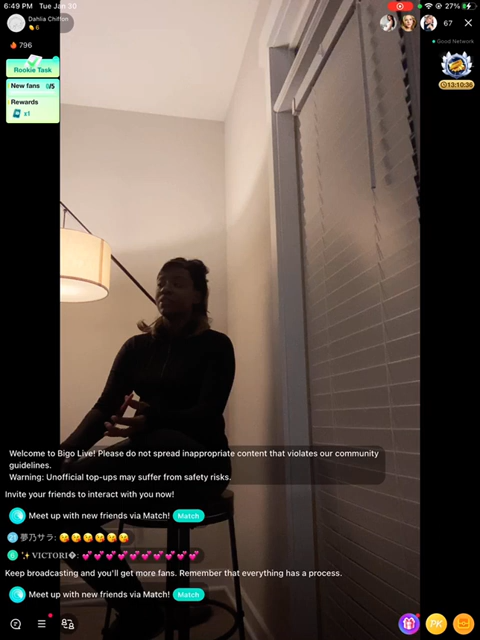 6:49 PM Tue Jan 30
27%
Dahlia Chiffon
6
67
796
Good Network
Rookie Task
New fans 0/5
Rewards
x1
13:10:36
Welcome to Bigo Live! Please do not spread inappropriate content that violates our community
guidelines.
Warning: Unofficial top-ups may suffer from safety risks.
Invite your friends to interact with you now!
Meet up with new friends via Match! Match
夢乃サラ: 😘😘😘😘😘😘
6 ✨VICTORI�: 💕💕💕💕💕💕💕💕💕
Keep broadcasting and you'll get more fans. Remember that everything has a process.
Meet up with new friends via Match! Match
PK